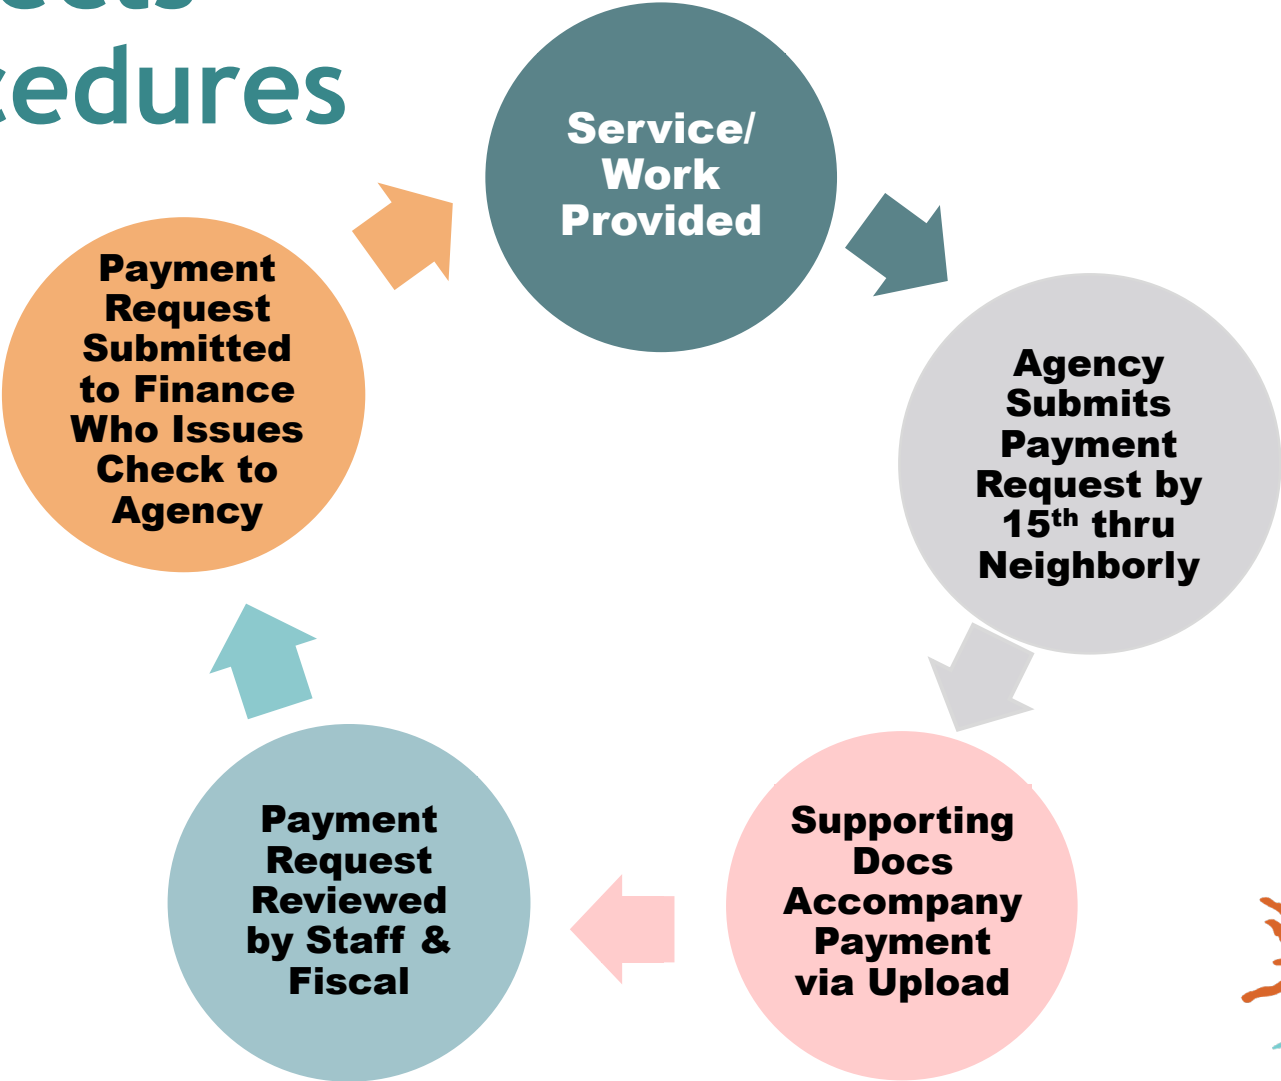 Procedures
Service/
Work
Provided
Agency
Submits
Payment
Request by
15th thru
Neighborly
Supporting
Docs
Accompany
Payment
via Upload
Payment
Request
Reviewed
by Staff &
Fiscal
Payment
Request
Submitted
to Finance
Who Issues
Check to
Agency